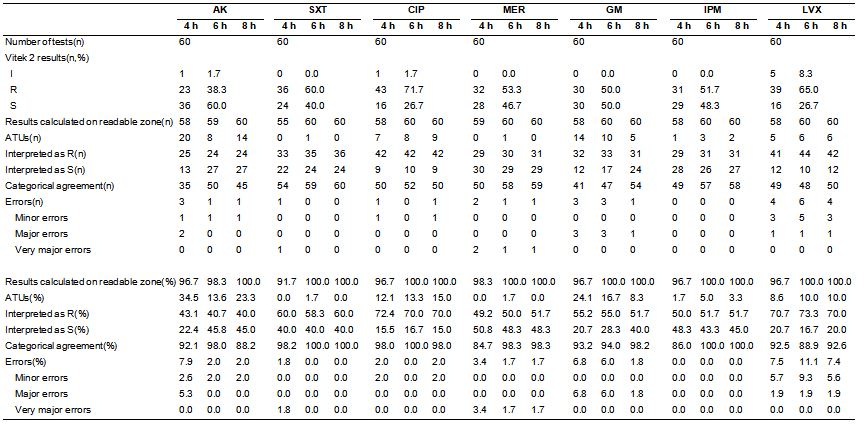 AK SXT CIP MER GM IPM LVX
4 h 6 h 8 h 4 h 6 h 8 h 4 h 6 h 8 h 4 h 6 h 8 h 4 h 6 h 8 h 4 h 6 h 8 h 4 h 6 h 8 h
Number of tests(n) 60 60 60 60 60 60 60
Vitek 2 results(n,%)
I 1 1.7 0 0.0 1 1.7 0 0.0 0 0.0 0 0.0 5 8.3
R 23 38.3 36 60.0 43 71.7 32 53.3 30 50.0 31 51.7 39 65.0
S 36 60.0 24 40.0 16 26.7 28 46.7 30 50.0 29 48.3 16 26.7
Results calculated on readable zone(n) 58 59 60 55 60 60 58 60 60 59 60 60 58 60 60 58 60 60 58 60 60
ATUs(n) 20 8 14 0 1 0 7 8 9 0 1 0 14 10 5 1 3 2 5 6 6
Interpreted as R(n) 25 24 24 33 35 36 42 42 42 29 30 31 32 33 31 29 31 31 41 44 42
Interpreted as S(n) 13 27 27 22 24 24 9 10 9 30 29 29 12 17 24 28 26 27 12 10 12
Categorical agreement(n) 35 50 45 54 59 60 50 52 50 50 58 59 41 47 54 49 57 58 49 48 50
Errors(n) 3 1 1 1 0 0 1 0 1 2 1 1 3 3 1 0 0 0 4 6 4
Minor errors 1 1 1 0 0 0 1 0 1 0 0 0 0 0 0 0 0 0 3 5 3
Major errors 2 0 0 0 0 0 0 0 0 0 0 0 3 3 1 0 0 0 1 1 1
Very major errors 0 0 0 1 0 0 0 0 0 2 1 1 0 0 0 0 0 0 0 0 0
Results calculated on readable zone(%) 96.7 98.3 100.0 91.7 100.0 100.0 96.7 100.0 100.0 98.3 100.0 100.0 96.7 100.0 100.0 96.7 100.0 100.0 96.7 100.0 100.0
ATUs(%) 34.5 13.6 23.3 0.0 1.7 0.0 12.1 13.3 15.0 0.0 1.7 0.0 24.1 16.7 8.3 1.7 5.0 3.3 8.6 10.0 10.0
Interpreted as R(%) 43.1 40.7 40.0 60.0 58.3 60.0 72.4 70.0 70.0 49.2 50.0 51.7 55.2 55.0 51.7 50.0 51.7 51.7 70.7 73.3 70.0
Interpreted as S(%) 22.4 45.8 45.0 40.0 40.0 40.0 15.5 16.7 15.0 50.8 48.3 48.3 20.7 28.3 40.0 48.3 43.3 45.0 20.7 16.7 20.0
Categorical agreement(%) 92.1 98.0 88.2 98.2 100.0 100.0 98.0 100.0 98.0 84.7 98.3 98.3 93.2 94.0 98.2 86.0 100.0 100.0 92.5 88.9 92.6
Errors(%) 7.9 2.0 2.0 1.8 0.0 0.0 2.0 0.0 2.0 3.4 1.7 1.7 6.8 6.0 1.8 0.0 0.0 0.0 7.5 11.1 7.4
Minor errors 2.6 2.0 2.0 0.0 0.0 0.0 2.0 0.0 2.0 0.0 0.0 0.0 0.0 0.0 0.0 0.0 0.0 0.0 5.7 9.3 5.6
Major errors 5.3 0.0 0.0 0.0 0.0 0.0 0.0 0.0 0.0 0.0 0.0 0.0 6.8 6.0 1.8 0.0 0.0 0.0 1.9 1.9 1.9
Very major errors 0.0 0.0 0.0 1.8 0.0 0.0 0.0 0.0 0.0 3.4 1.7 1.7 0.0 0.0 0.0 0.0 0.0 0.0 0.0 0.0 0.0